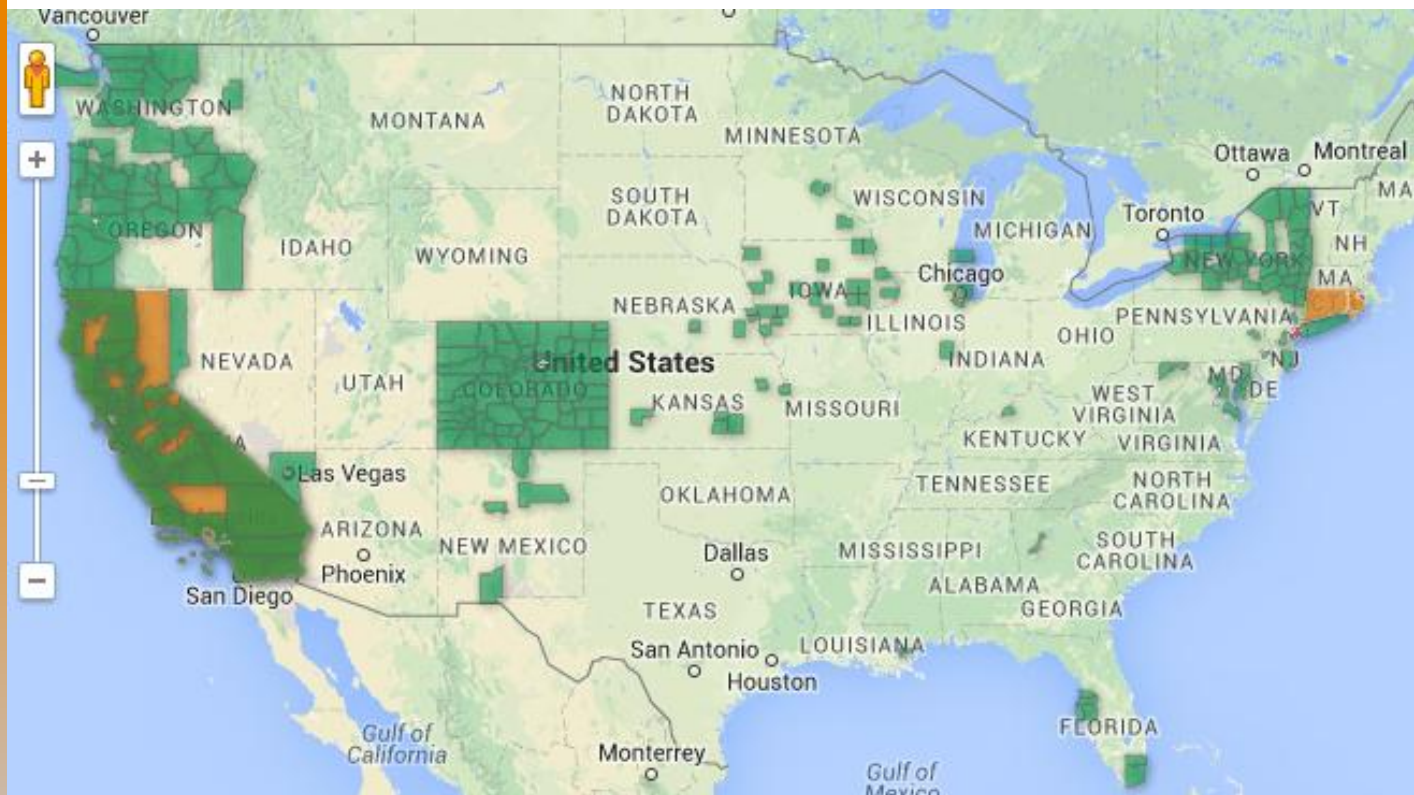 Vancouver
WASHINGTON
MONTANA
NORTH
DAKOTA
MINNESOTA
Ottawa
Montreal
MA
SOUTH
DAKOTA
WISCONSIN
MICHIGAN
Toronto
VT
NH
OREGON
IDAHO
WYOMING
NEW YORK
MA
Chicago
IOWA
NEBRASKA
ILLINOIS
PENNSYLVANIA
OHIO
NEVADA
United States
INDIANA
NJ
UTAH
COLORADO
KANSAS
MISSOURI
MD
DE
WEST
VIRGINIA
KENTUCKY
VIRGINIA
A
Las Vegas
OKLAHOMA
TENNESSEE
NORTH
CAROLINA
ARIZONA
NEW MEXICO
Phoenix
Dallas
MISSISSIPPI
SOUTH
CAROLINA
ALABAMA
San Diego
TEXAS
GEORGIA
San Antonio
LOUISIANA
Houston
FLORIDA
Gulf of
California
Monterrey
Gulf of
Mexico